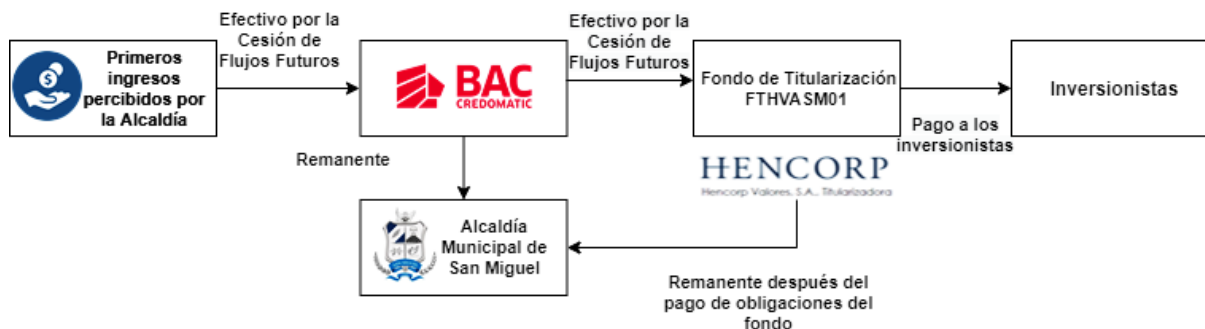 Efectivo por la
Cesión de
Flujos Futuros
Efectivo por la
Cesión de
Flujos Futuros
Primeros
ingresos
percibidos por
la Alcaldía
BAC
CREDOMATIC
Fondo de Titularización
FTHVASM01
Inversionistas
Pago a los
inversionistas
Remanente
HENCORP
Hencorp Valores, S.A., Titularizadora
Alcaldía
Municipal de
San Miguel
Remanente después del
pago de obligaciones del
fondo